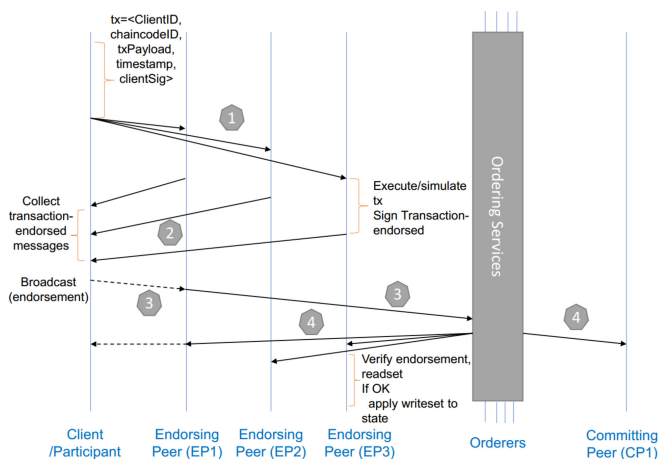 tx=<ClientID,
chaincodeID,
txPayload,
timestamp,
clientSig>
1
Execute/simulate
tx
Sign Transaction-
endorsed
Ordering Services
Collect
transaction-
endorsed
messages
2
Broadcast
(endorsement)
3
3
4
4
Verify endorsement,
readset
If OK
apply writeset to
state
Client
/Participant
Endorsing
Peer (EP1)
Endorsing
Peer (EP2)
Endorsing
Peer (EP3)
Orderers
Committing
Peer (CP1)